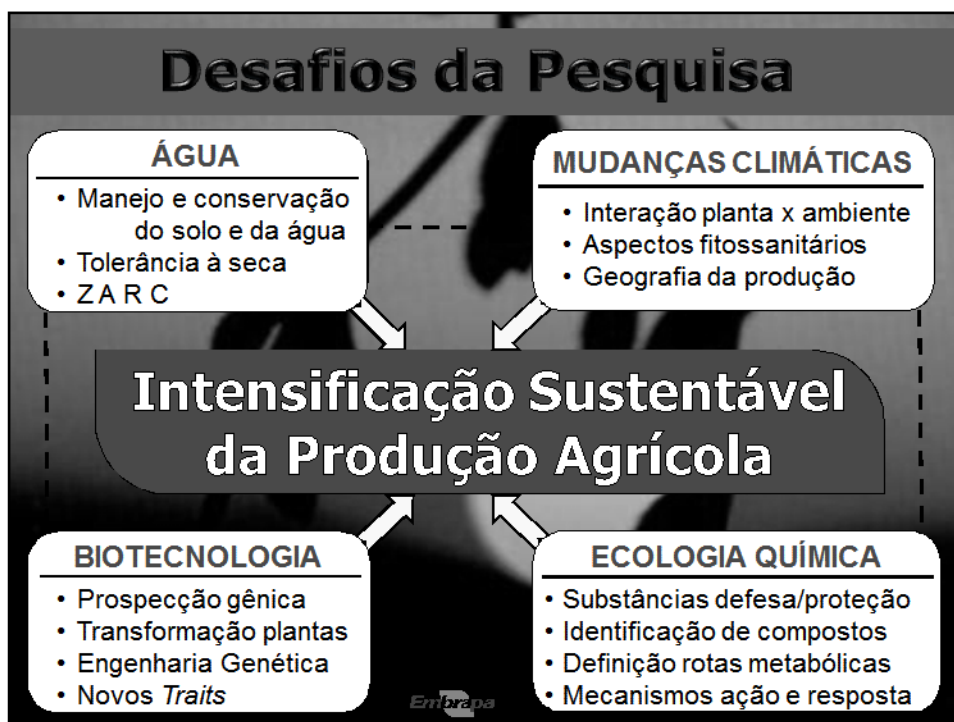 Desafios da Pesquisa
ÁGUA
• Manejo e conservação
do solo e da água
• Tolerância à seca
• Z A R C
MUDANÇAS CLIMÁTICAS
• Interação planta x ambiente
• Aspectos fitossanitários
• Geografia da produção
Intensificação Sustentável
da Produção Agrícola
BIOTECNOLOGIA
• Prospecção gênica
• Transformação plantas
• Engenharia Genética
• Novos Traits
ECOLOGIA QUÍMICA
• Substâncias defesa/proteção
• Identificação de compostos
• Definição rotas metabólicas
• Mecanismos ação e resposta
Embrapa